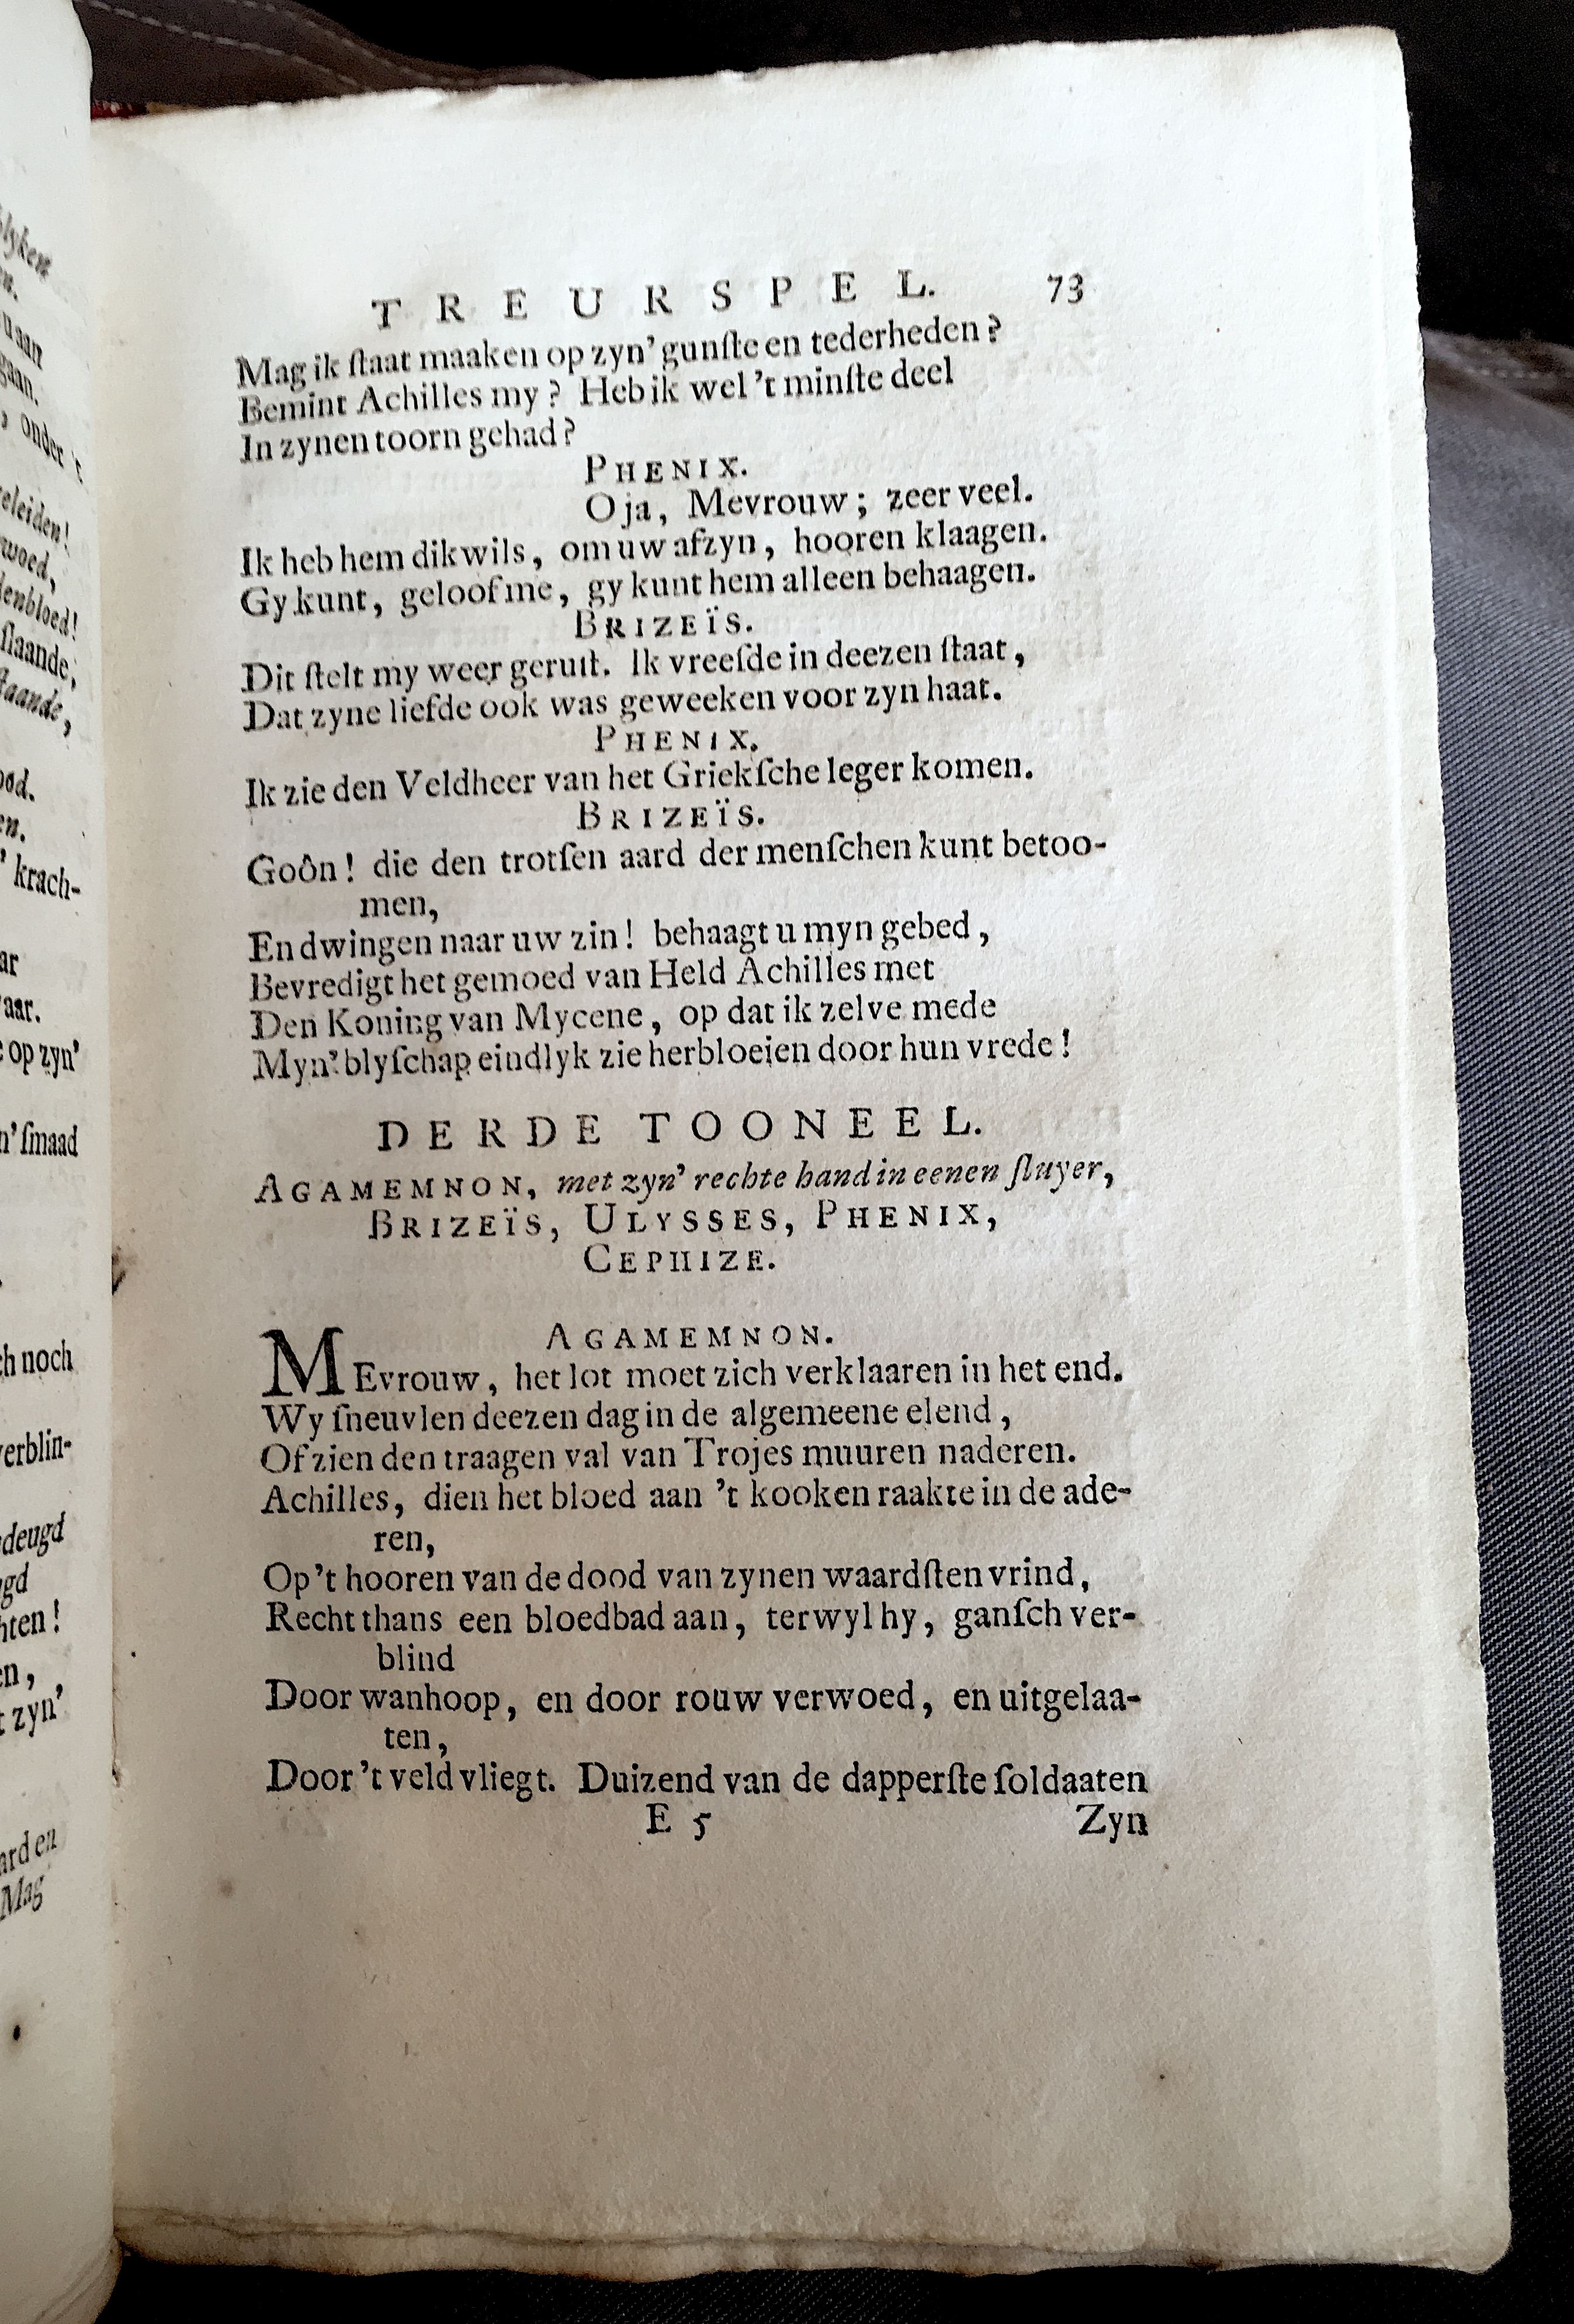 TREURSPEL. 73
Mag ik ſtaat maaken op zyn' gunſte en tederheden?
Bemint Achilles my? Heb ik wel 't minſte deel
In zynen toorn gehad?
PHENIX.
O ja, Mevrouw; zeer veel.
Ik heb hem dikwils, om uw afzyn, hooren klaagen.
Gy kunt, geloof me, gy kunt hem alleen behaagen.
BRIZEÏS.
Dit ſtelt my weer geruſt. Ik vreeſde in deezen ſtaat,
Dat zyne liefde ook was geweeken voor zyn haat.
PHENIX.
Ik zie den Veldheer van het Griekſche leger komen.
BRIZEÏS.
Goôn! die den trotſen aard der menſchen kunt betoo-
men,
En dwingen naar uw zin! behaagt u myn gebed,
Bevredigt het gemoed van Held Achilles met
Den Koning van Mycene, op dat ik zelve mede
Myn' blyſchap eindlyk zie herbloeien door hun vrede!
DERDE TOONEEL.
AGAMEMNON, met zyn' rechte hand in eenen ſluyer,
BRIZEÏS, ULYSSES, PHENIX,
CEPHIZE.
AGAMEMNON.
MEvrouw, het lot moet zich verklaaren in het end.
Wy ſneuvlen deezen dag in de algemeene elend,
Of zien den traagen val van Trojes muuren naderen.
Achilles, dien het bloed aan 't kooken raakte in de ade-
ren,
Op 't hooren van de dood van zynen waardſten vrind,
Recht thans een bloedbad aan, terwyl hy, ganſch ver-
blind
Door wanhoop, en door rouw verwoed, en uitgelaa-
ten,
Door 't veld vliegt. Duizend van de dapperſte ſoldaaten
E 5 Zyn